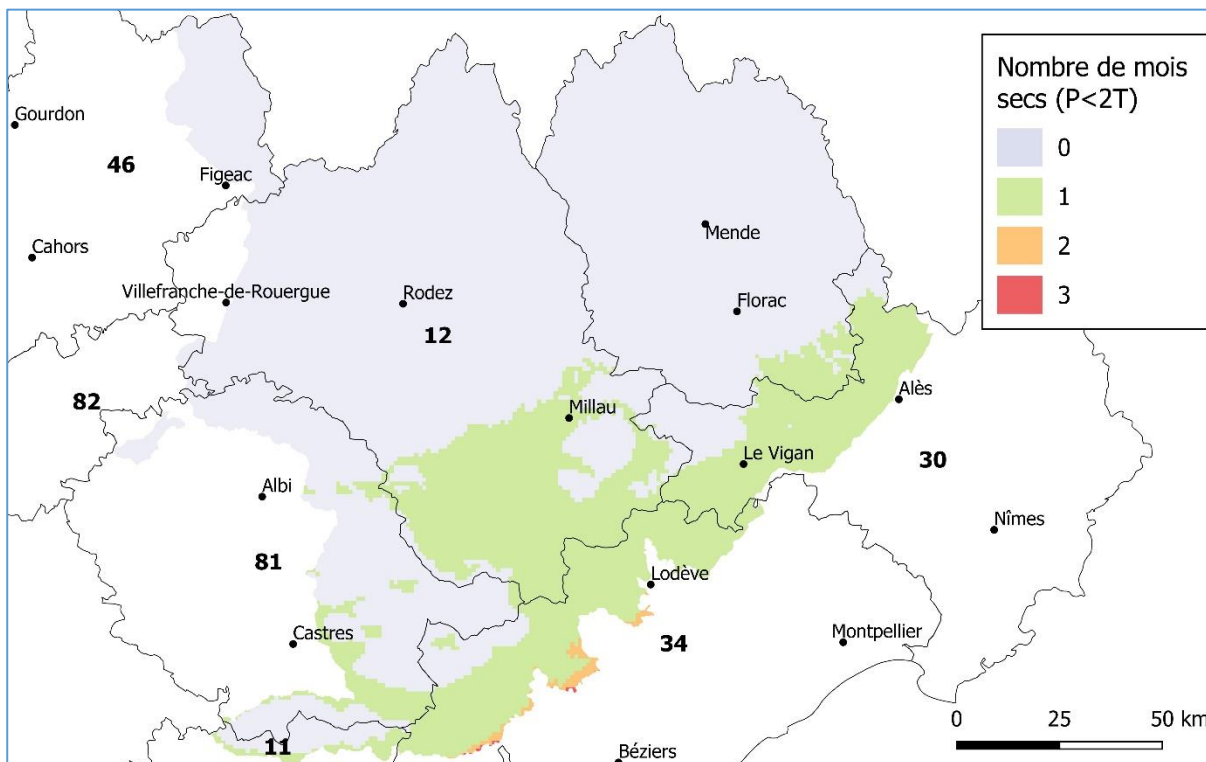 Nombre de mois
secs (P<2T)
0
1
2
3
Gourdon
46
Figeac
Cahors
Mende
Villefranche-de-Rouergue
Rodez
Florac
12
82
Alès
Millau
Le Vigan
30
Albi
Nîmes
81
Lodève
Castres
34
Montpellier
11
Béziers
0 25 50 km